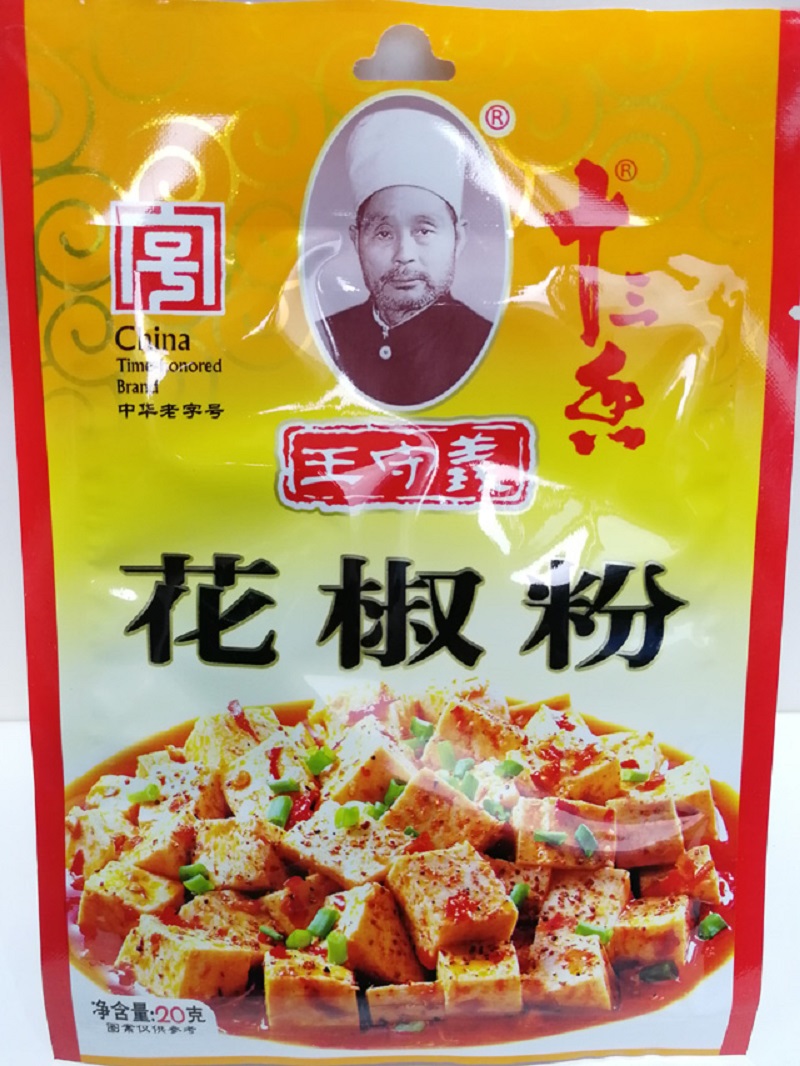 ®
十三香®
号
China
Time-honored
Brand
中华老字号
王守義
花椒粉
净含量:20克
图案仅供参考